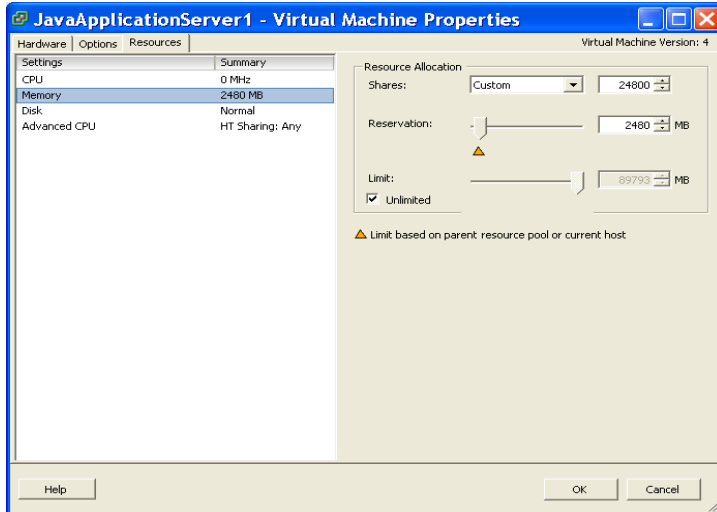 JavaApplicationServer1 - Virtual Machine Properties
Hardware Options Resources Virtual Machine Version: 4
Settings Summary
CPU 0 MHz
Memory 2480 MB
Disk Normal
Advanced CPU HT Sharing: Any
Resource Allocation
Shares: Custom 24800
Reservation: 2480 MB
Limit: 89793 MB
Unlimited
Limit based on parent resource pool or current host
Help OK Cancel